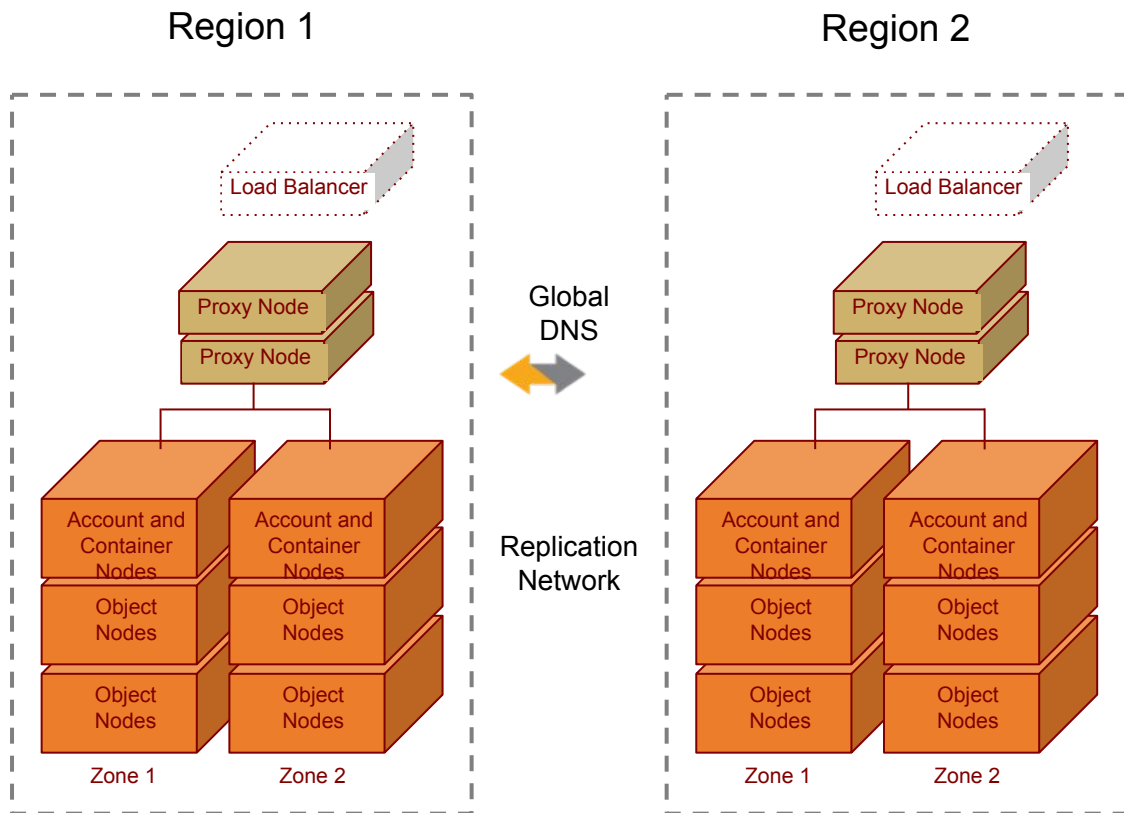 Region 1
Region 2
Load Balancer
Load Balancer
Proxy Node
Proxy Node
Global
DNS
Proxy Node
Proxy Node
Account and
Container
Nodes
Account and
Container
Nodes
Object
Nodes
Object
Nodes
Object
Nodes
Object
Nodes
Zone 1
Zone 2
Replication
Network
Account and
Container
Nodes
Account and
Container
Nodes
Object
Nodes
Object
Nodes
Object
Nodes
Object
Nodes
Zone 1
Zone 2